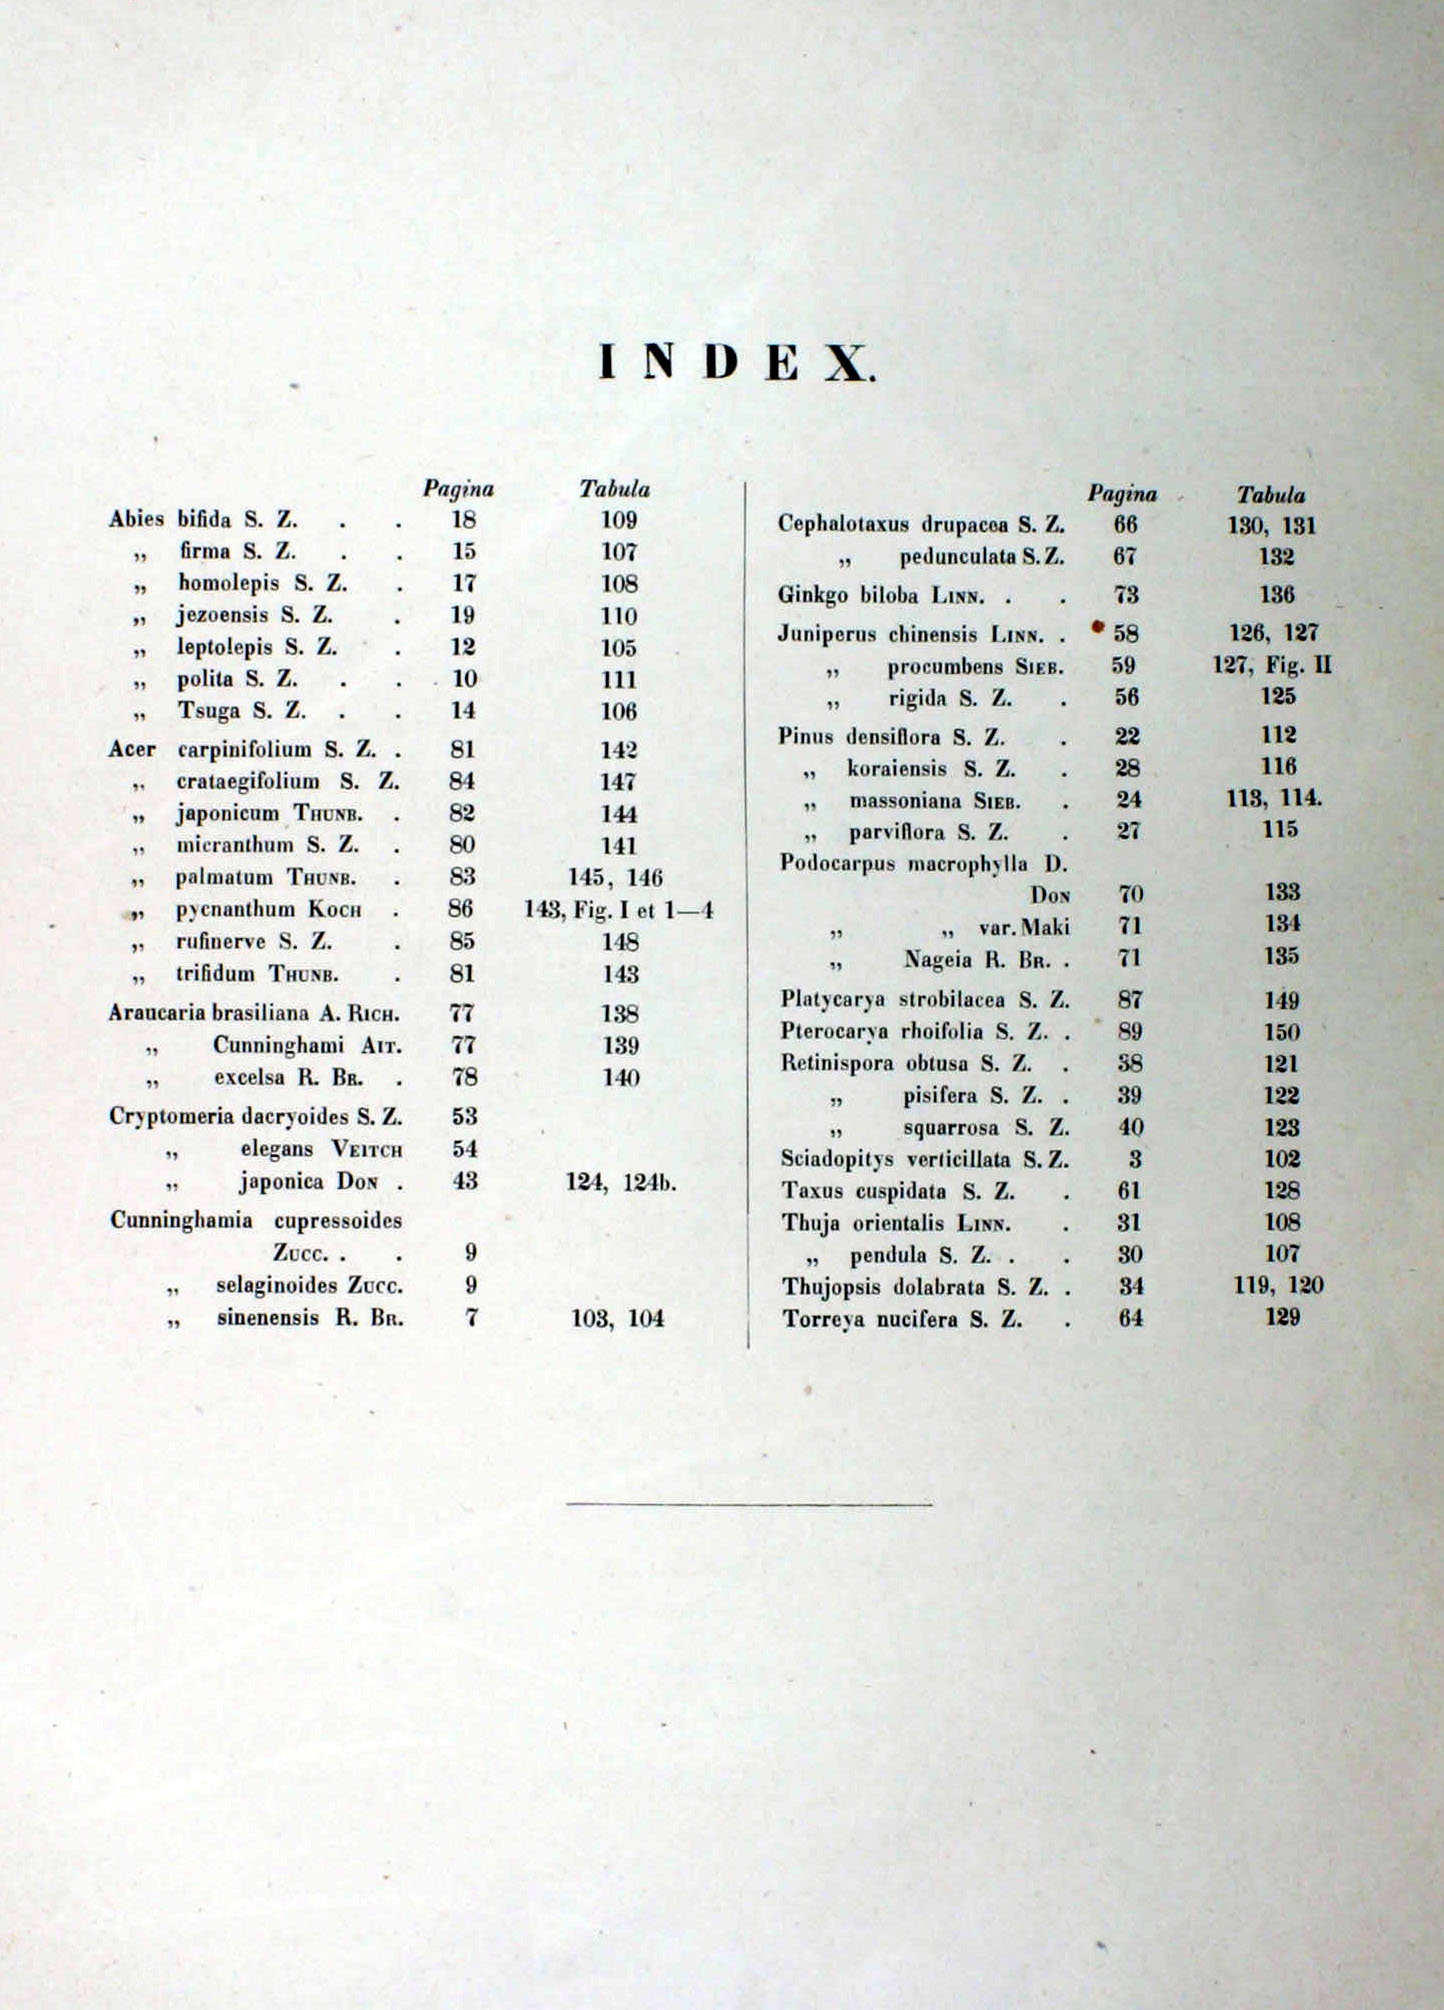 INDEX.
Pagina Tabula
Abies bifida S. Z. . . 18 109
„ firma S. Z. . . 15 107
„ homolepis S. Z. . 17 108
„ jezoensis S. Z. . 19 110
„ leptolepis S. Z. . 12 105
„ polita S. Z. . . 10 111
„ Tsuga S. Z. . . 14 106
Acer carpinifolium S. Z. . 81 142
„ crataegifolium S. Z. 84 147
„ japonicum THUNB. . 82 144
„ micranthum S. Z. . 80 141
„ palmatum THUNB. . 83 145, 146
„ pycnanthum KOCH . 86 143, Fig. I et 1—4
„ rufinerve S. Z. . 85 148
„ trifidum THUNB. . 81 143
Araucaria brasiliana A. RICH. 77 138
„ Cunninghami AIT. 77 139
„ excelsa R. BR. . 78 140
Cryptomeria dacryoides S. Z. 53
„ elegans VEITCH 54
„ japonica DON . 43 124, 124b.
Cunninghamia cupressoides
ZUCC. . . 9
„ selaginoides ZUCC. 9
„ sinenensis R. BR. 7 103, 104
Pagina Tabula
Cephalotaxus drupacea S. Z. 66 130, 131
„ pedunculata S. Z. 67 132
Ginkgo biloba LINN. . . 73 136
Juniperus chinensis LINN. . 58 126, 127
„ procumbens SIEB. 59 127, Fig. II
„ rigida S. Z. . 56 125
Pinus densiflora S. Z. . 22 112
„ koraiensis S. Z. . 28 116
„ massoniana SIEB. . 24 113, 114.
„ parviflora S. Z. . 27 115
Podocarpus macrophylla D.
DON 70 133
„ „ var. Maki 71 134
„ Nageia R. BR. . 71 135
Platycarya strobilacea S. Z. 87 149
Pterocarya rhoifolia S. Z. . 89 150
Retinispora obtusa S. Z. . 38 121
„ pisifera S. Z. . 39 122
„ squarrosa S. Z. 40 123
Sciadopitys verticillata S. Z. 3 102
Taxus cuspidata S. Z. . 61 128
Thuja orientalis LINN. . 31 108
„ pendula S. Z. . . 30 107
Thujopsis dolabrata S. Z. . 34 119, 120
Torreya nucifera S. Z. . 64 129